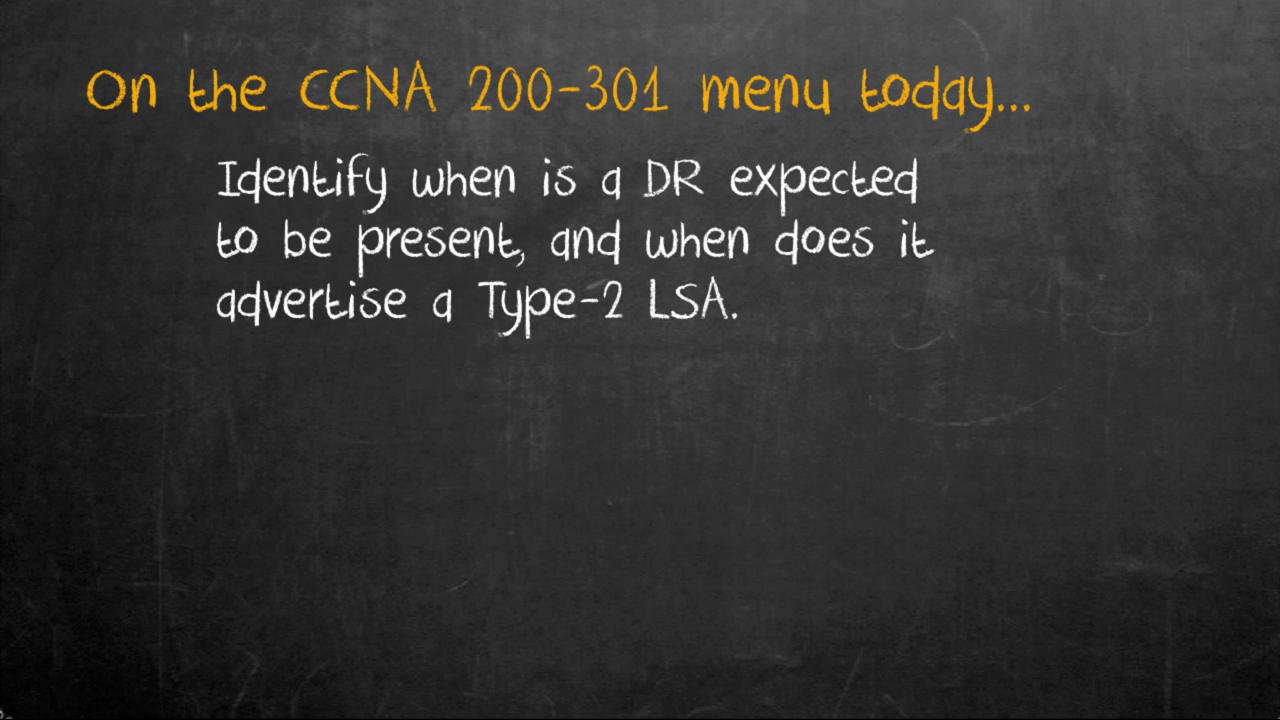 On the CCNA 200-301 menu today...
Identify when is a DR expected
to be present, and when does it
advertise a Type-2 LSA.